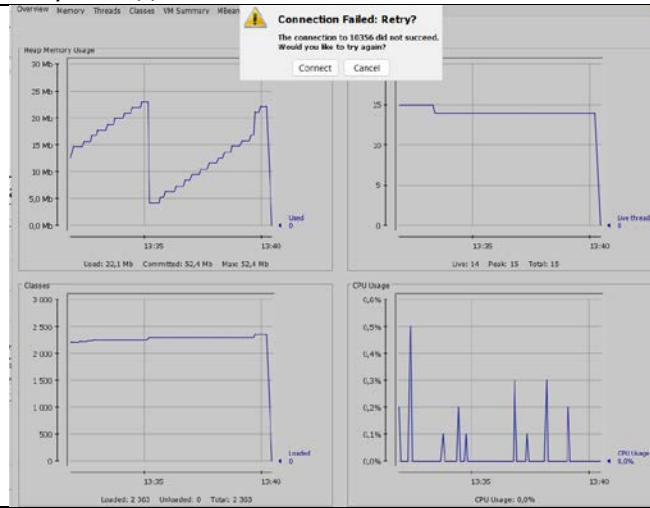 Overview Memory Threads Classes VM Summary MBean
Connection Failed: Retry?
The connection to 10356 did not succeed.
Would you like to try again?
Connect Cancel
Heap Memory Usage
30 Mb
25 Mb
20 Mb
15 Mb
10 Mb
5,0 Mb
0,0 Mb
13:35
13:40
Used
0
Used: 22,1 Mb Committed: 52,4 Mb Max: 52,4 Mb
15
10
5
0
13:35
13:40
Live thread
0
Live: 14 Peak: 15 Total: 15
Classes
3 000
2 500
2 000
1 500
1 000
500
0
13:35
13:40
Loaded
0
Loaded: 2 363 Unloaded: 0 Total: 2 363
CPU Usage
0,6%
0,5%
0,4%
0,3%
0,2%
0,1%
0,0%
13:35
13:40
CPU Usage
0,0%
CPU Usage: 0,0%